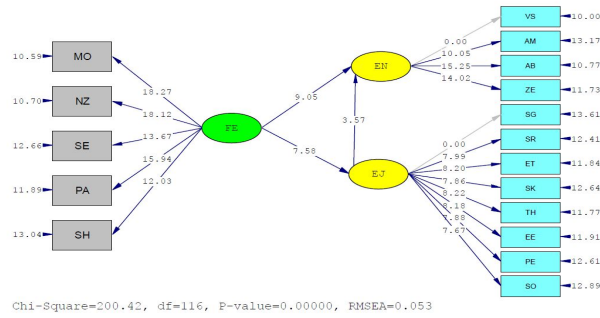 VS 10.00
0.00
10.59 MO AM 13.17
10.05
EN 15.25 AB 10.77
14.02
18.27 9.05 ZE 11.73
10.70 NZ
18.12 SG 13.61
FE 3.57
12.66 SE 13.67 0.00 SR 12.41
7.58 7.99
15.94 8.20 ET 11.84
11.89 PA EJ 7.86 SK 12.64
12.03 8.22
8.18 TH 11.77
7.88
13.04 SH 7.67 EE 11.91
PE 12.61
SO 12.89
Chi-Square=200.42, df=116, P-value=0.00000, RMSEA=0.053